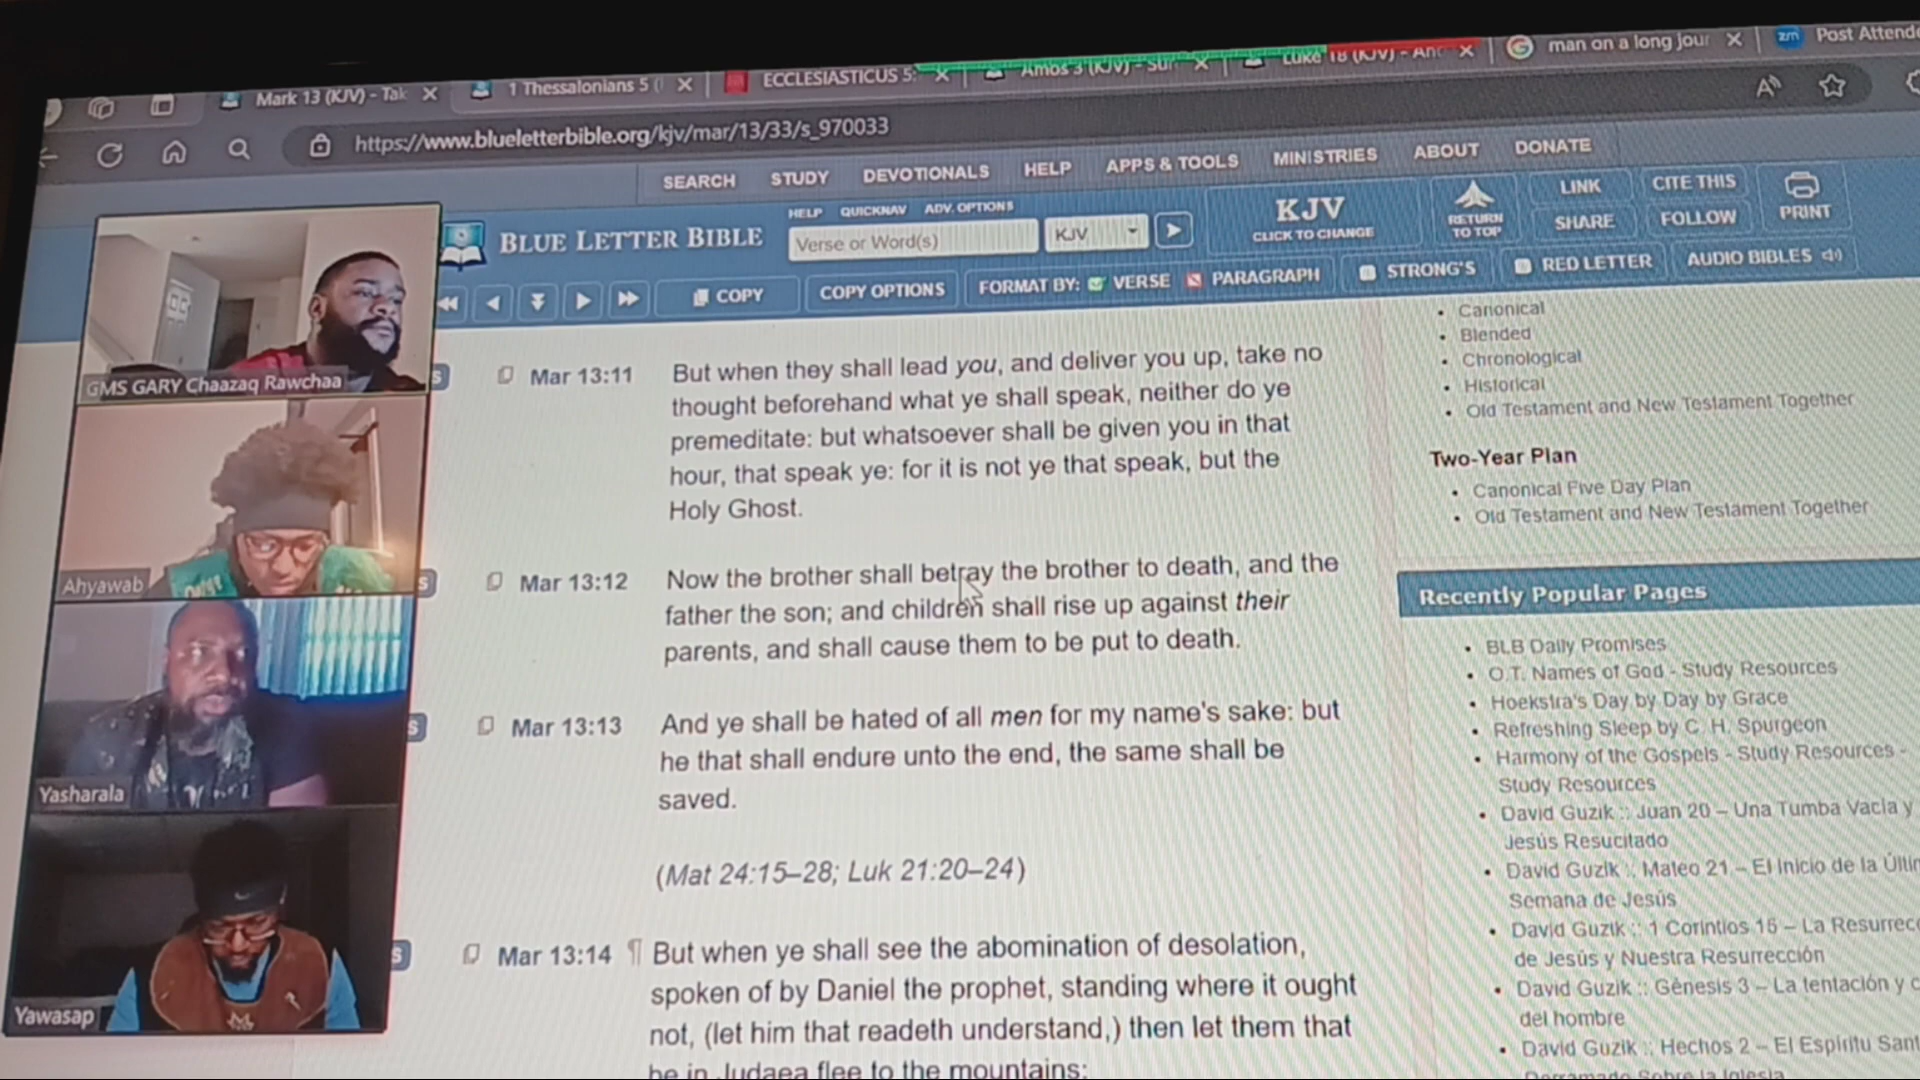 Mark 13 (KJV) - Tak
1 Thessalonians 5 (
ECCLESIASTICUS 5:
Amos 3 (KJV) - Sur
Luke 18 (KJV) - And
man on a long jour
zm Post Attende
https://www.blueletterbible.org/kjv/mar/13/33/s_970033
SEARCH STUDY DEVOTIONALS HELP APPS & TOOLS MINISTRIES ABOUT DONATE
BLUE LETTER BIBLE
HELP QUICKNAV ADV. OPTIONS
Verse or Word(s) KJV
KJV
CLICK TO CHANGE
RETURN
TO TOP
LINK CITE THIS
SHARE FOLLOW
PRINT
COPY COPY OPTIONS FORMAT BY: VERSE PARAGRAPH STRONG'S RED LETTER AUDIO BIBLES
GMS GARY Chaazaq Rawchaa
Ahyawab
Yasharala
Yawasap
S Mar 13:11 But when they shall lead you, and deliver you up, take no
thought beforehand what ye shall speak, neither do ye
premeditate: but whatsoever shall be given you in that
hour, that speak ye: for it is not ye that speak, but the
Holy Ghost.
S Mar 13:12 Now the brother shall betray the brother to death, and the
father the son; and children shall rise up against their
parents, and shall cause them to be put to death.
S Mar 13:13 And ye shall be hated of all men for my name's sake: but
he that shall endure unto the end, the same shall be
saved.
(Mat 24:15–28; Luk 21:20–24)
S Mar 13:14 ¶ But when ye shall see the abomination of desolation,
spoken of by Daniel the prophet, standing where it ought
not, (let him that readeth understand,) then let them that
be in Judaea flee to the mountains:
• Canonical
• Blended
• Chronological
• Historical
• Old Testament and New Testament Together
Two-Year Plan
• Canonical Five Day Plan
• Old Testament and New Testament Together
Recently Popular Pages
• BLB Daily Promises
• O.T. Names of God - Study Resources
• Hoekstra's Day by Day by Grace
• Refreshing Sleep by C. H. Spurgeon
• Harmony of the Gospels - Study Resources -
Study Resources
• David Guzik :: Juan 20 – Una Tumba Vacía y
Jesús Resucitado
• David Guzik :: Mateo 21 – El Inicio de la Últi
Semana de Jesús
• David Guzik :: 1 Corintios 15 – La Resurrec
de Jesús y Nuestra Resurrección
• David Guzik :: Génesis 3 – La tentación y c
del hombre
• David Guzik :: Hechos 2 – El Espíritu Sant
Derramado Sobre la Iglesia